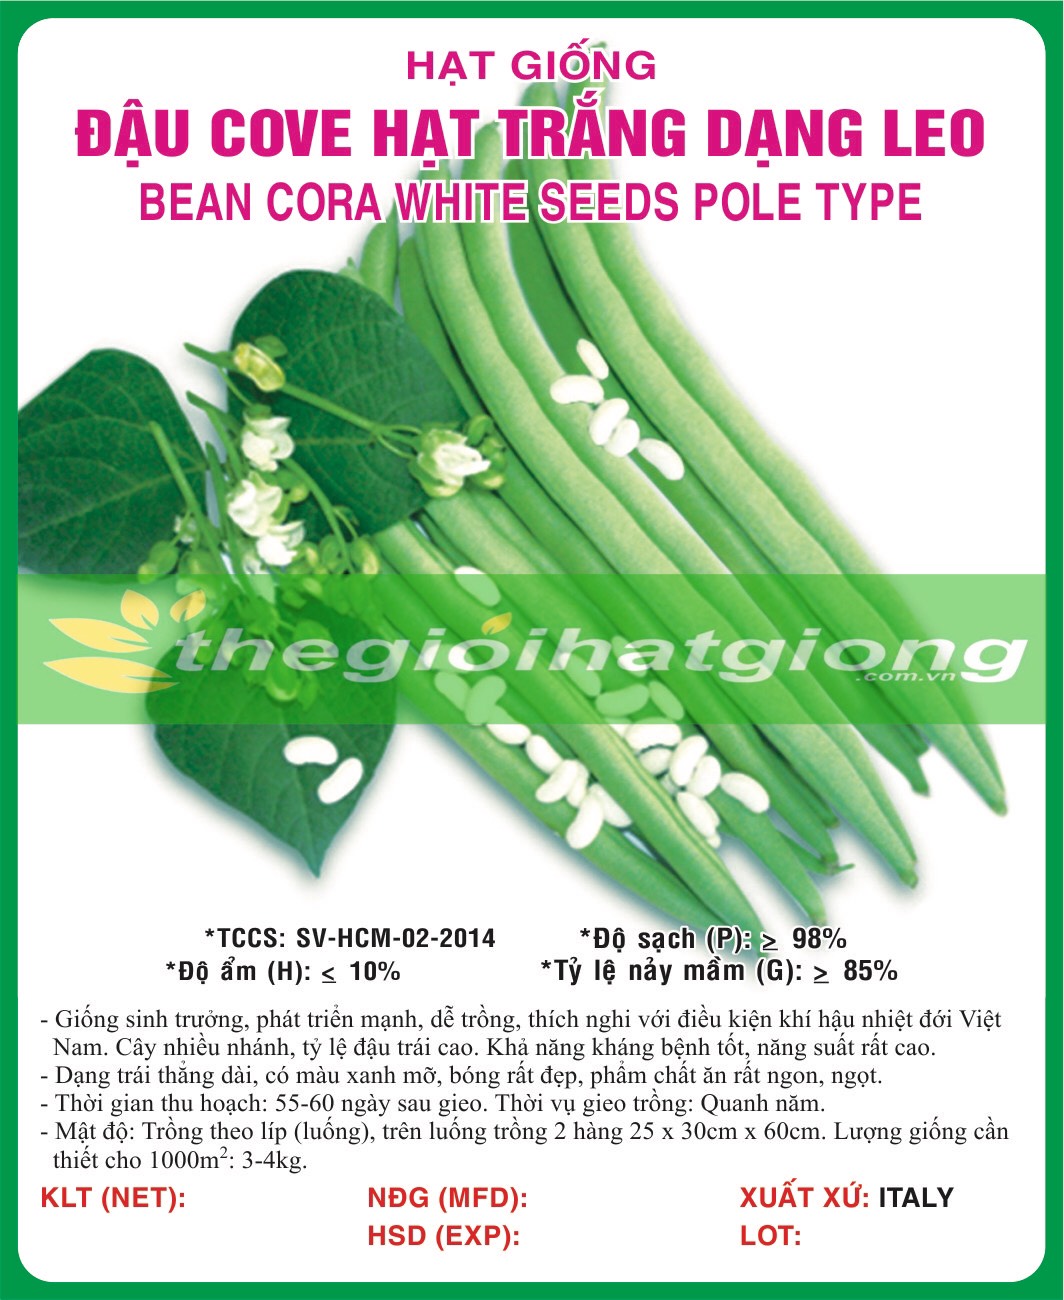 HẠT GIỐNG
ĐẬU COVE HẠT TRẮNG DẠNG LEO
BEAN CORA WHITE SEEDS POLE TYPE
thegioihatgiong
.com.vn
*TCCS: SV-HCM-02-2014 *Độ sạch (P): ≥ 98%
*Độ ẩm (H): ≤ 10% *Tỷ lệ nảy mầm (G): ≥ 85%
- Giống sinh trưởng, phát triển mạnh, dễ trồng, thích nghi với điều kiện khí hậu nhiệt đới Việt
Nam. Cây nhiều nhánh, tỷ lệ đậu trái cao. Khả năng kháng bệnh tốt, năng suất rất cao.
- Dạng trái thẳng dài, có màu xanh mỡ, bóng rất đẹp, phẩm chất ăn rất ngon, ngọt.
- Thời gian thu hoạch: 55-60 ngày sau gieo. Thời vụ gieo trồng: Quanh năm.
- Mật độ: Trồng theo líp (luống), trên luống trồng 2 hàng 25 x 30cm x 60cm. Lượng giống cần
thiết cho 1000m²: 3-4kg.
KLT (NET): NĐG (MFD): XUẤT XỨ: ITALY
HSD (EXP): LOT: